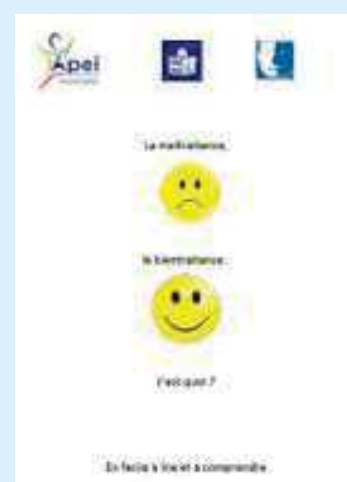 Apei
La maltraitance,
la bientraitance
c'est quoi ?
En facile à lire et à comprendre